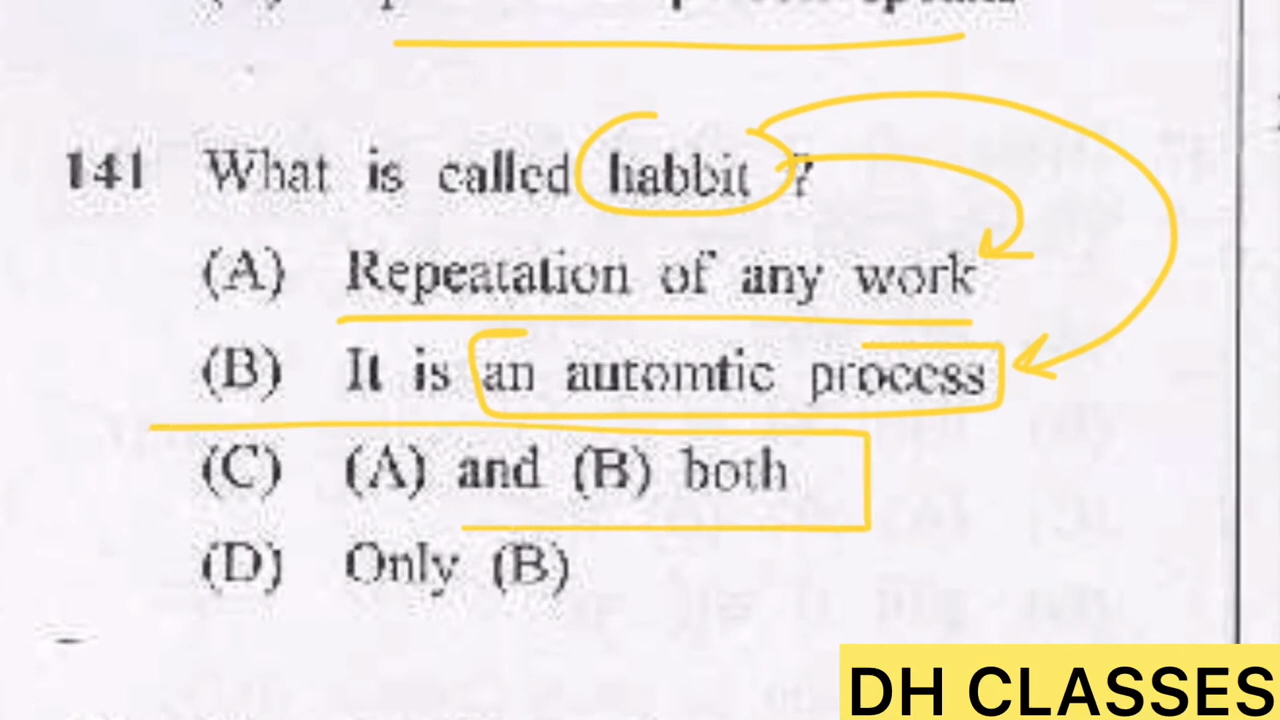 141 What is called habbit ?
(A) Repeatation of any work
(B) It is an automtic process
(C) (A) and (B) both
(D) Only (B)
DH CLASSES